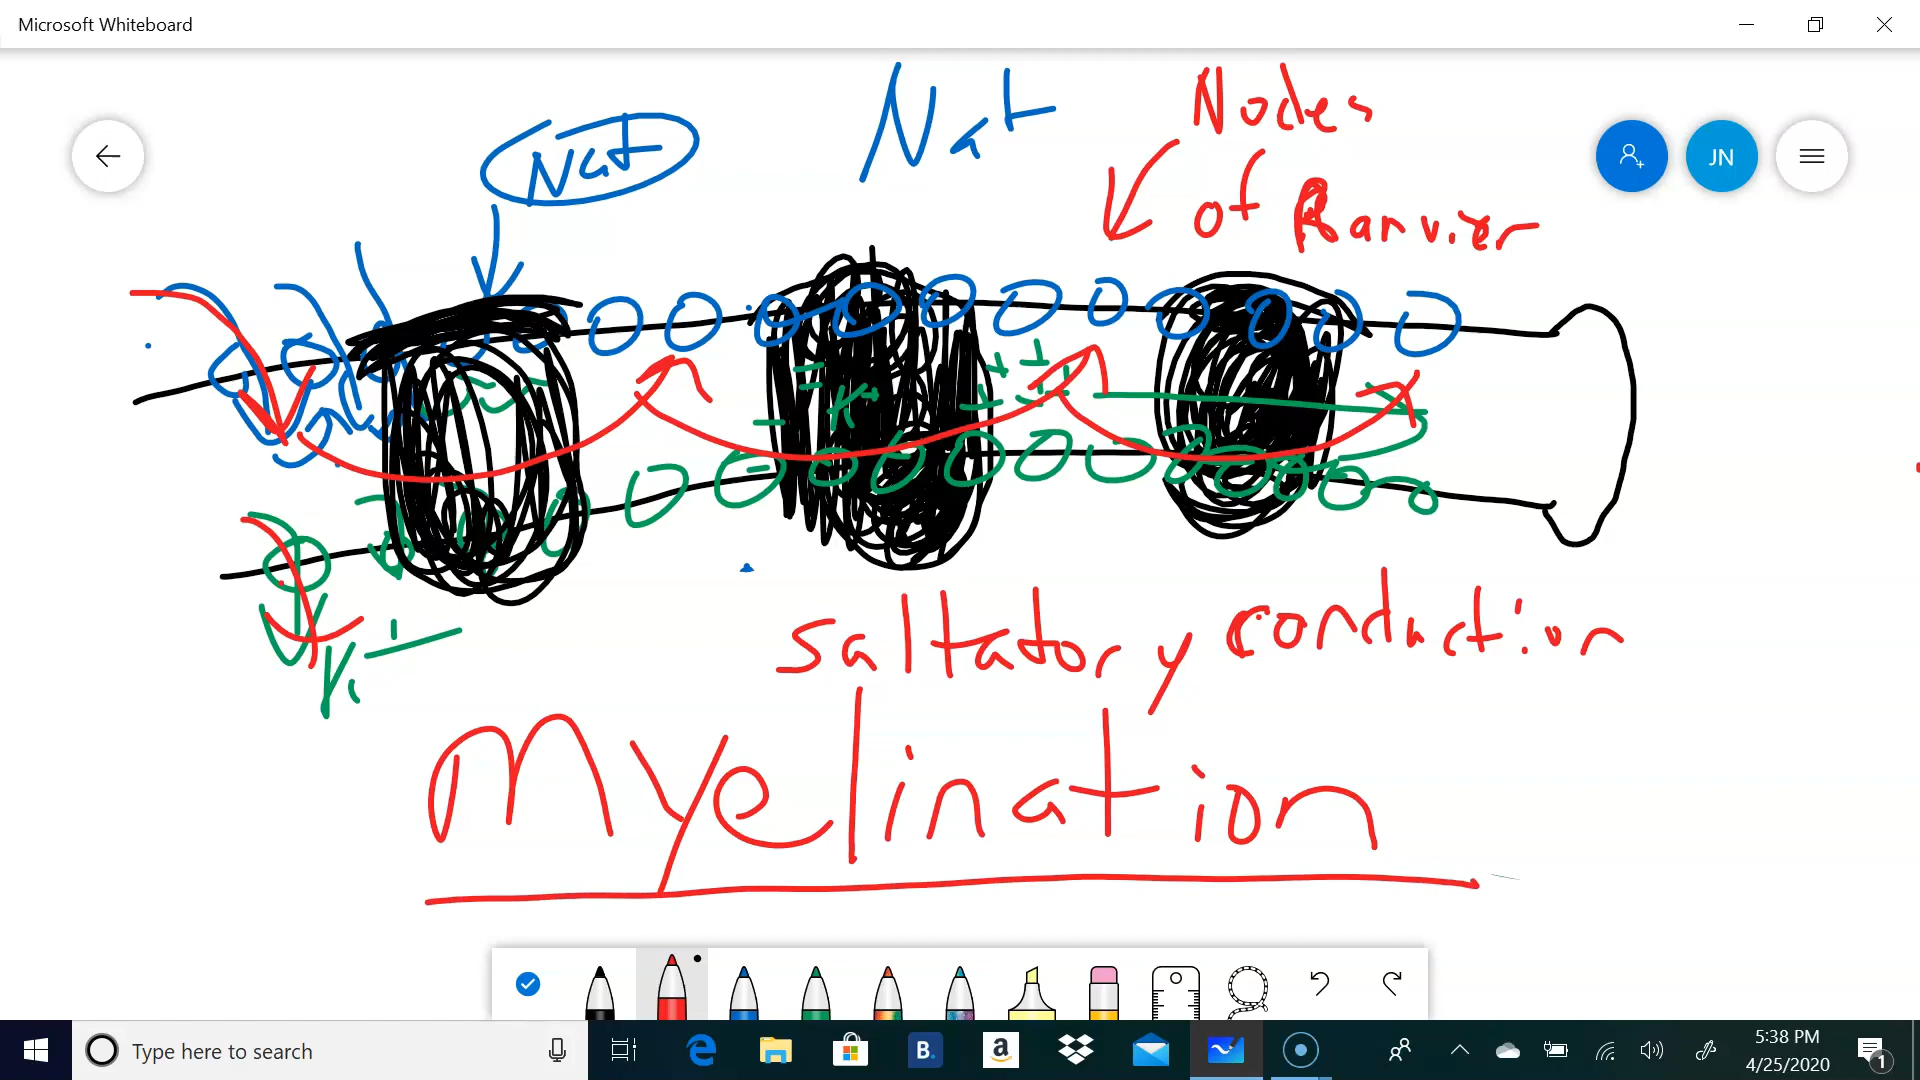 Microsoft Whiteboard
Na+
Na+
Nodes
of Ranvier
JN
K+
K+
saltatory conduction
Myelination
Type here to search
B.
a
5:38 PM
4/25/2020
1